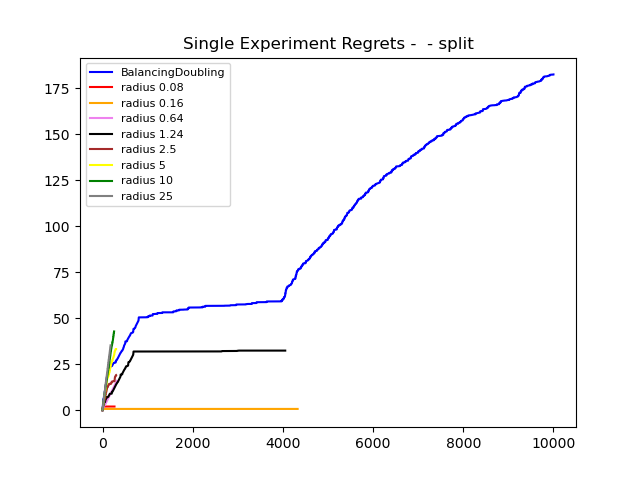 Single Experiment Regrets -  - split
175
150
125
100
75
50
25
0
BalancingDoubling
radius 0.08
radius 0.16
radius 0.64
radius 1.24
radius 2.5
radius 5
radius 10
radius 25
0 2000 4000 6000 8000 10000